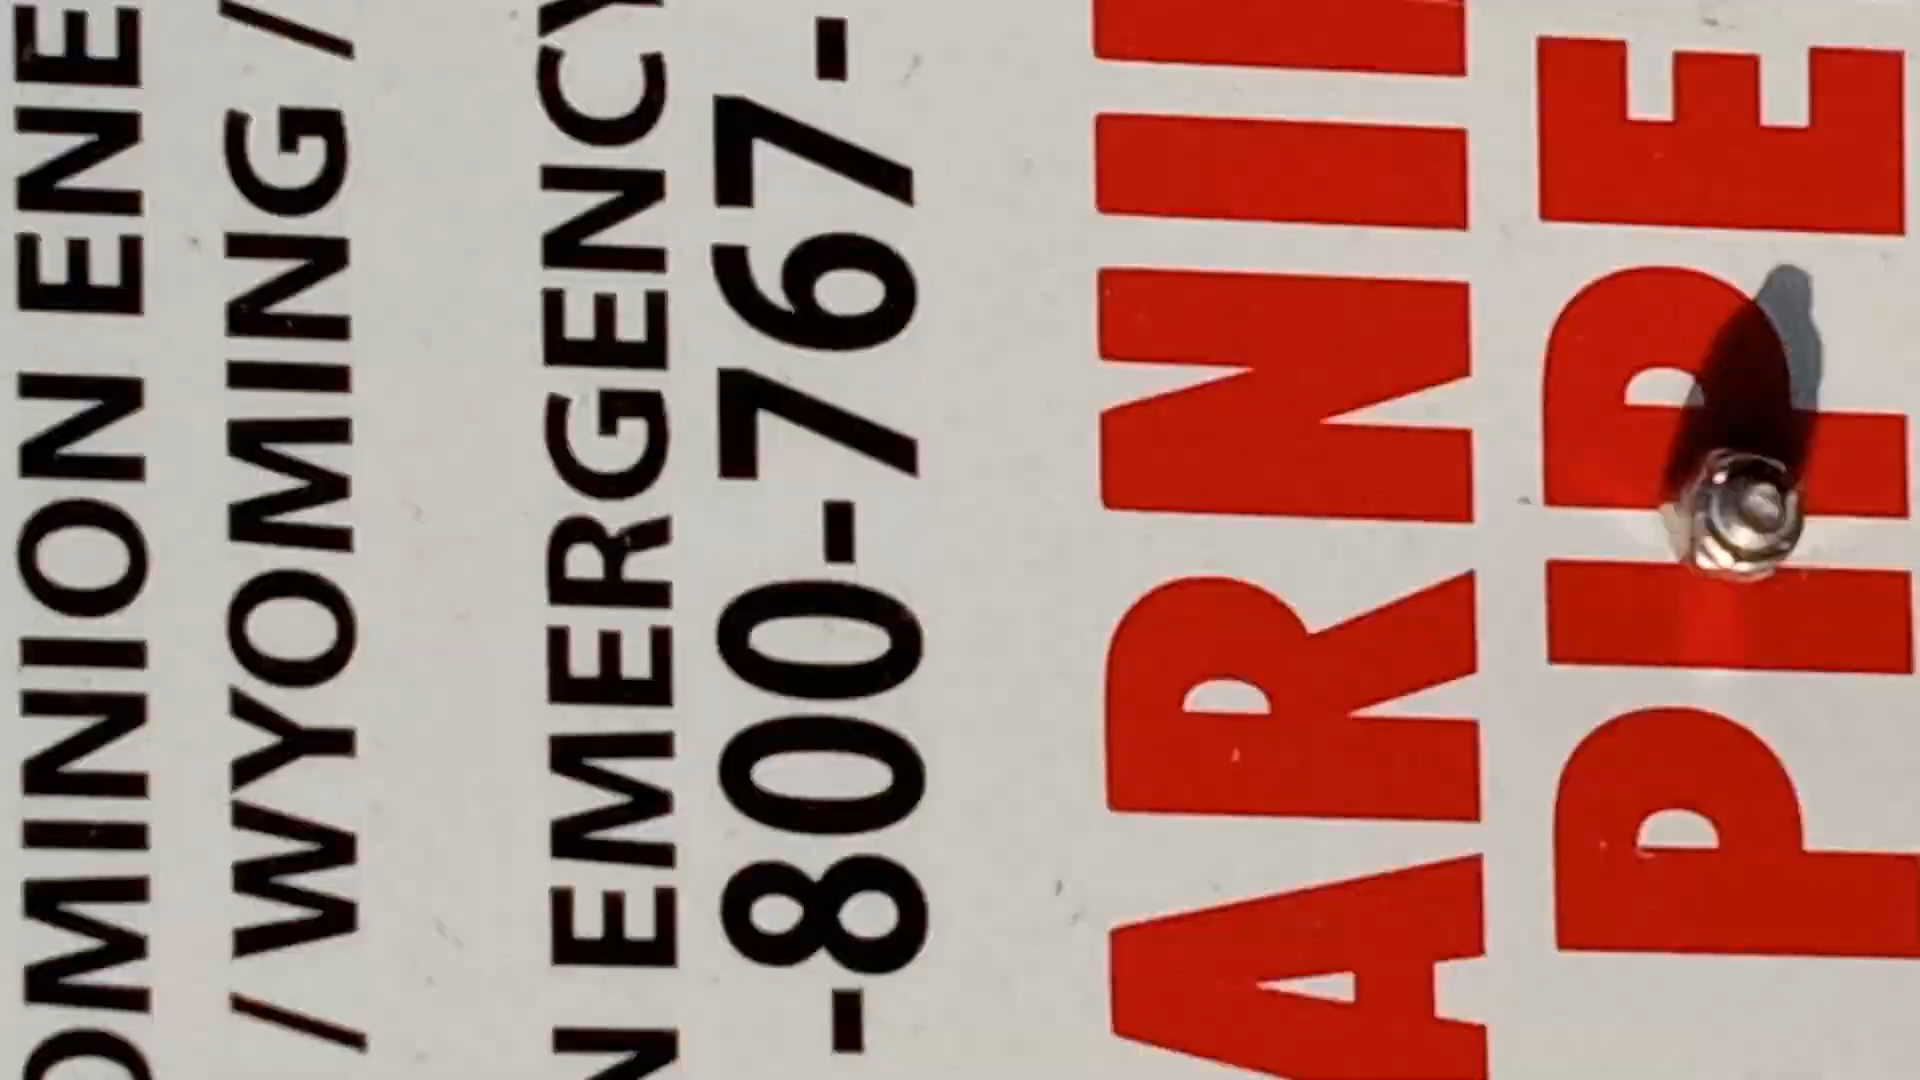 OMINION ENE
/ WYOMING /
N EMERGENCY
-800-767-
ARNI
PIPE